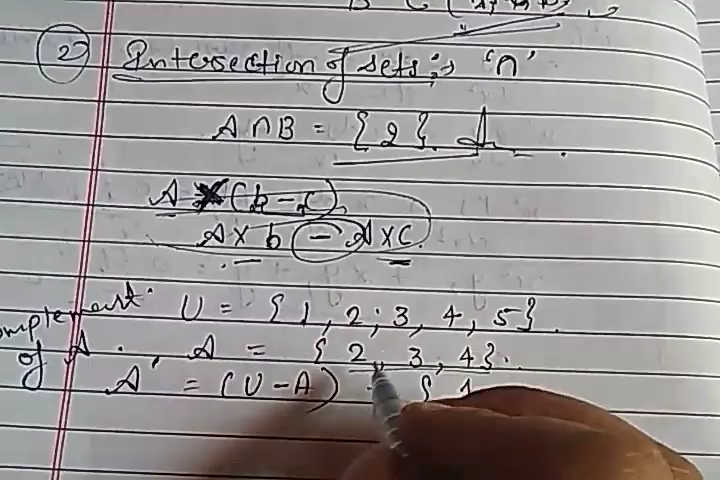 2) Intersection of sets :s 'n'
A ∩ B = { 2 }. A
A × (b - c)
A × b - A × C.
Complement. U = { 1, 2, 3, 4, 5 }.
of A. A = { 2, 3, 4 }.
A' = (U - A) { 1